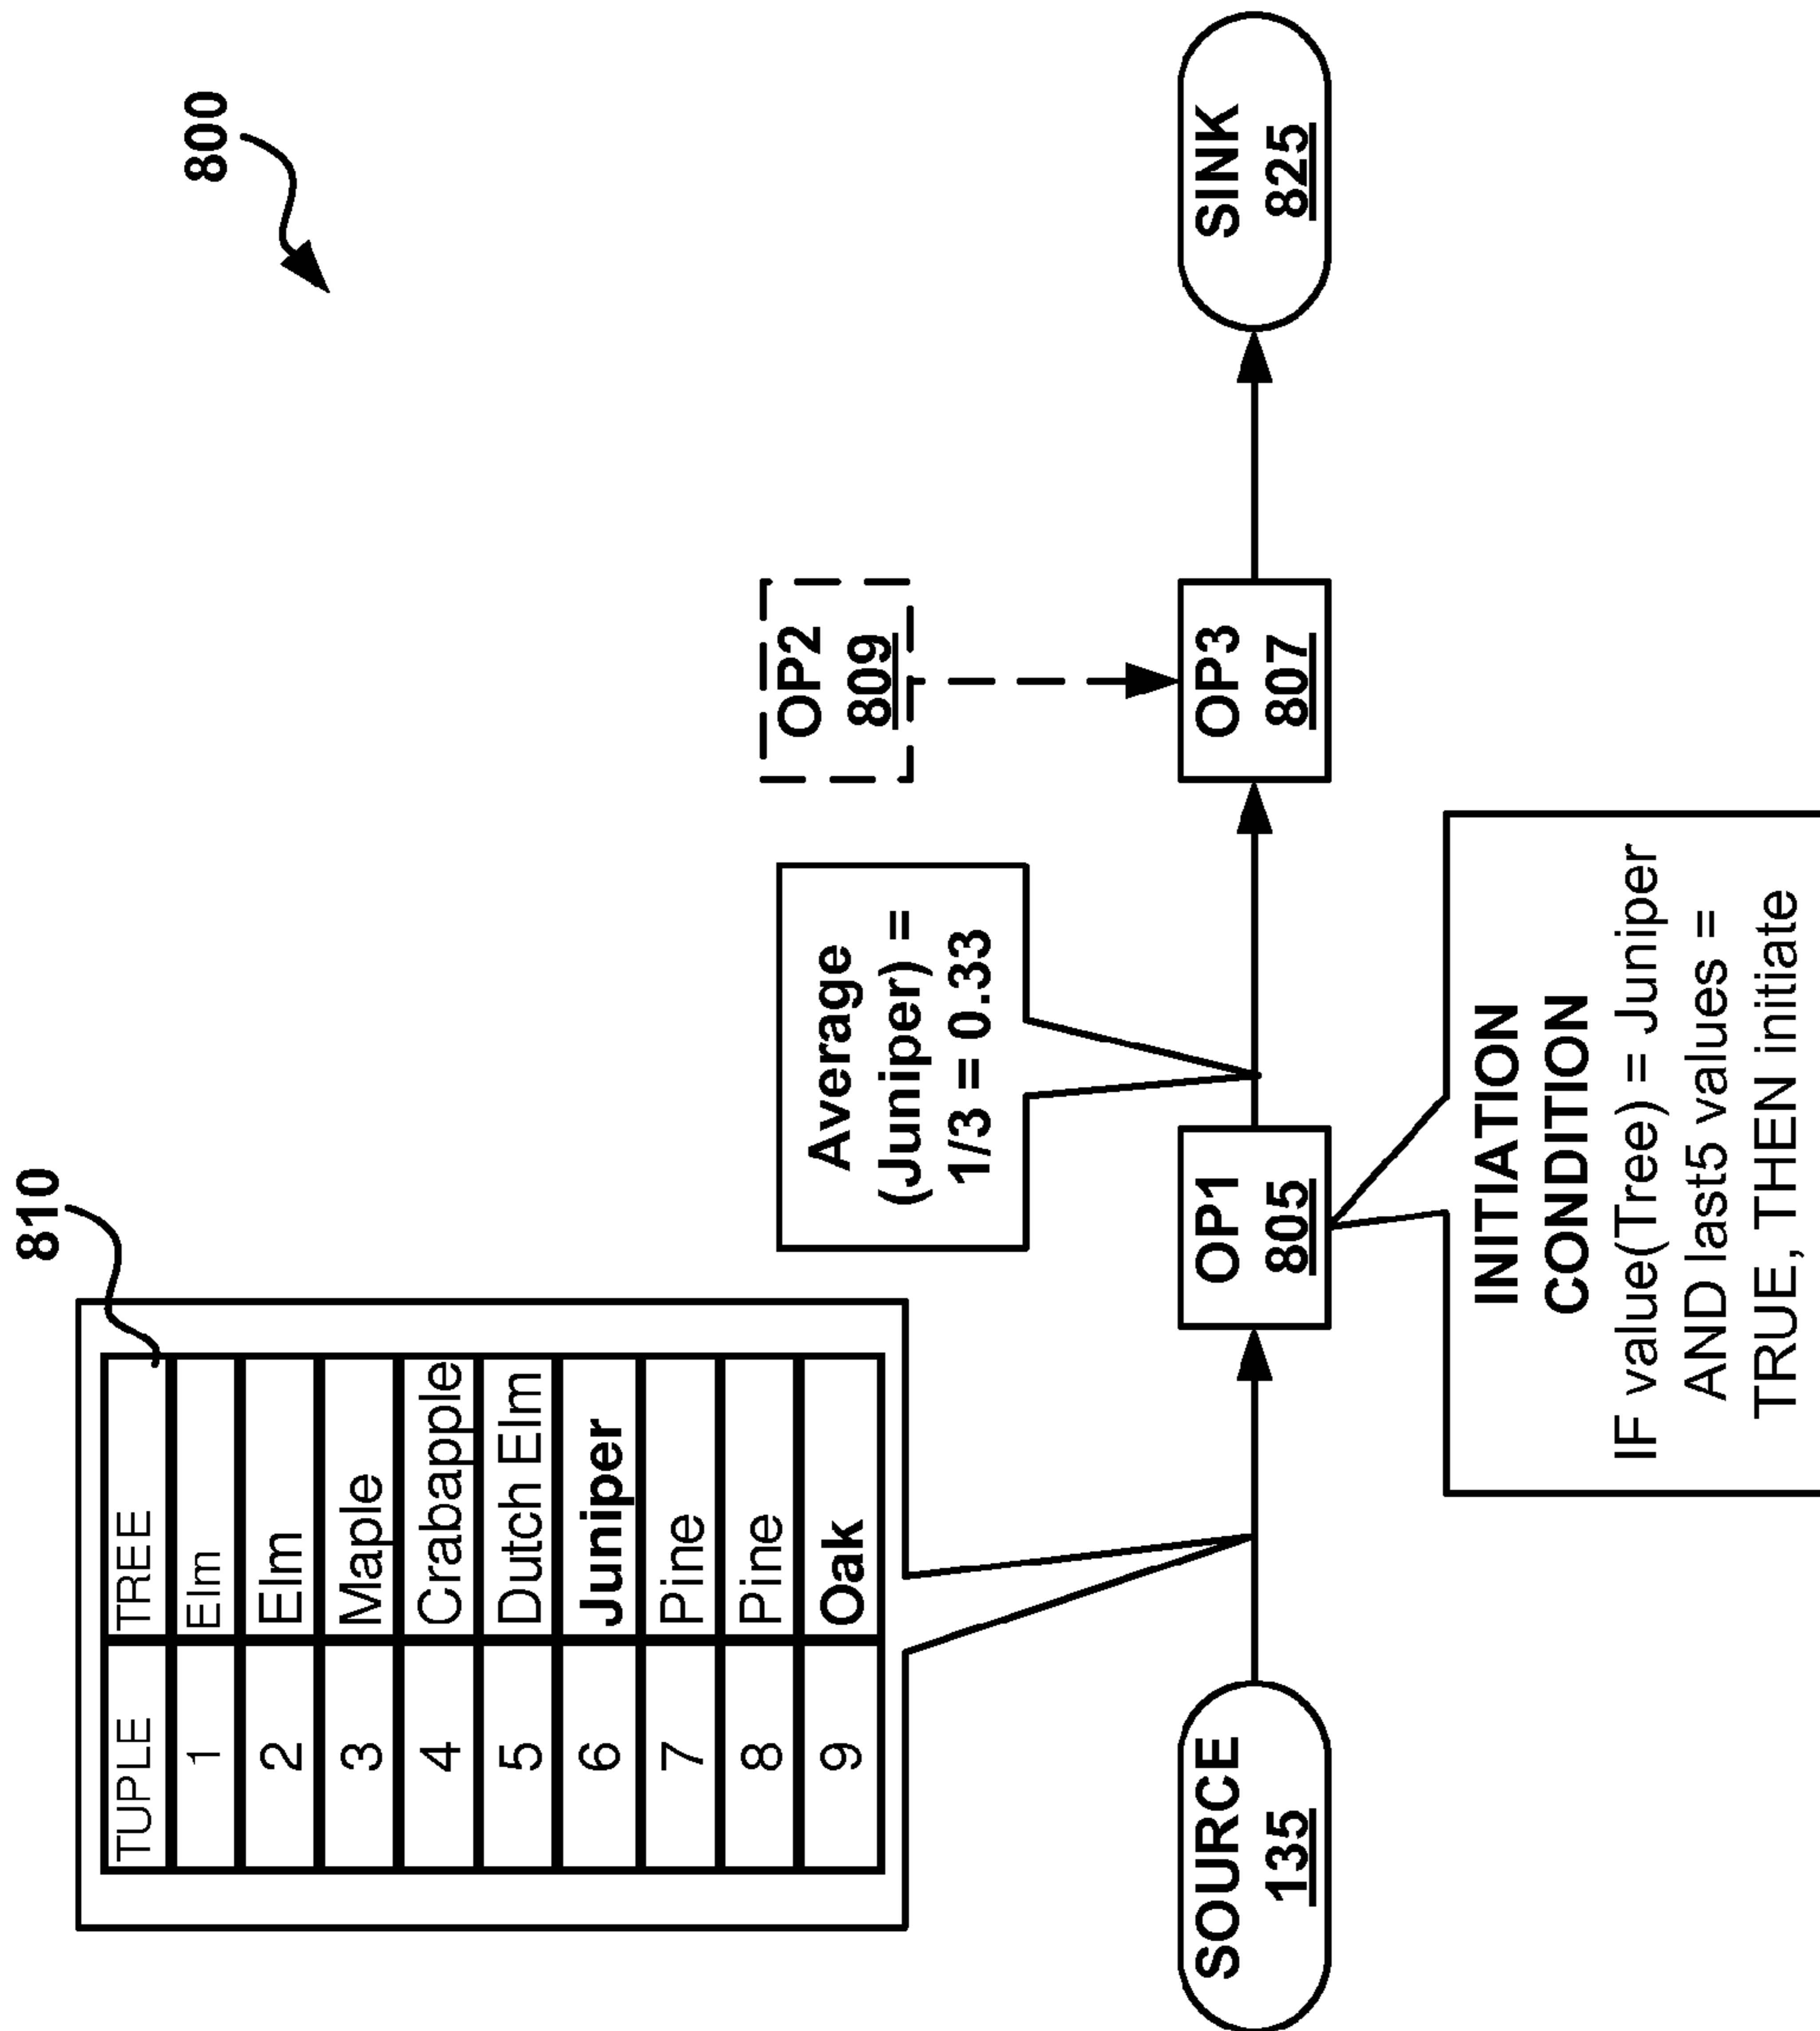 800
810
TUPLE TREE
1 Elm
2 Elm
3 Maple
4 Crabapple
5 Dutch Elm
6 Juniper
7 Pine
8 Pine
9 Oak
Average
(Juniper) =
1/3 = 0.33
OP2
809
SOURCE
135
OP1
805
OP3
807
SINK
825
INITIATION
CONDITION
IF value(Tree) = Juniper
AND last5 values =
TRUE, THEN initiate